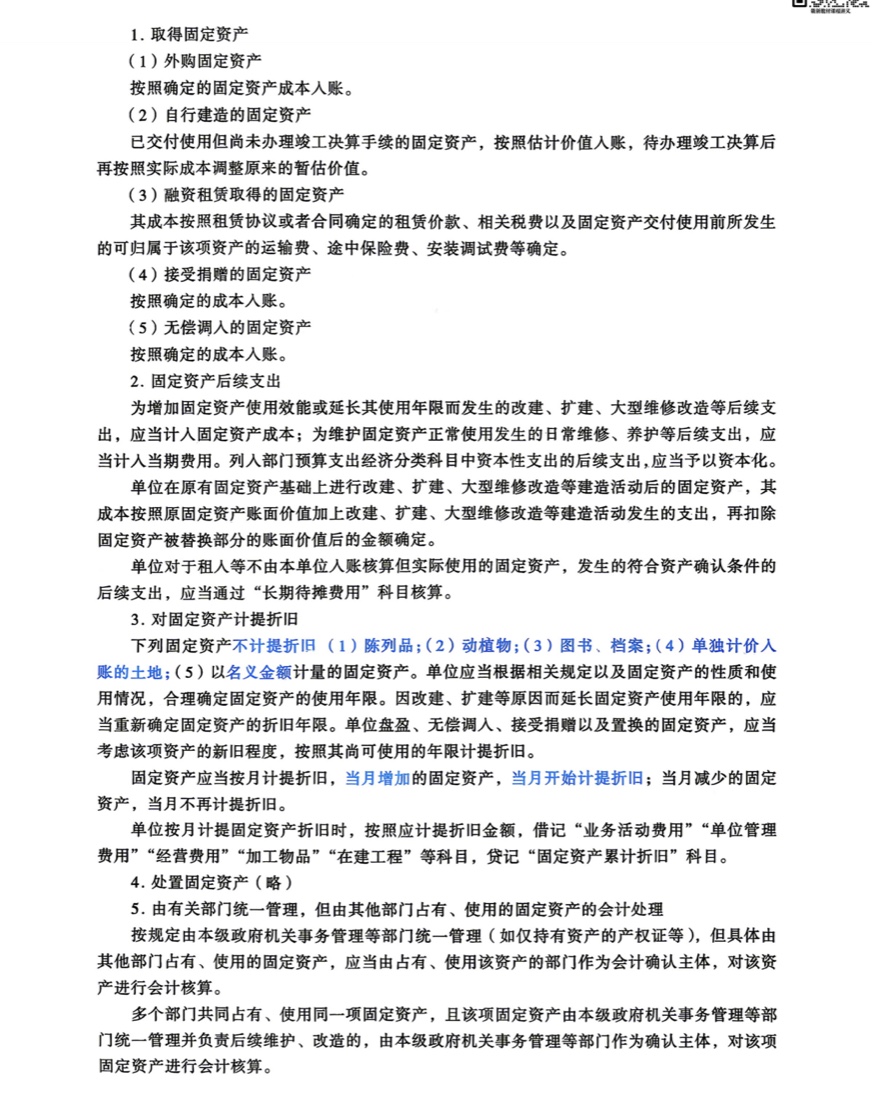 1. 取得固定资产
（1）外购固定资产
按照确定的固定资产成本入账。
（2）自行建造的固定资产
已交付使用但尚未办理竣工决算手续的固定资产，按照估计价值入账，待办理竣工决算后
再按照实际成本调整原来的暂估价值。
（3）融资租赁取得的固定资产
其成本按照租赁协议或者合同确定的租赁价款、相关税费以及固定资产交付使用前所发生
的可归属于该项资产的运输费、途中保险费、安装调试费等确定。
（4）接受捐赠的固定资产
按照确定的成本入账。
（5）无偿调入的固定资产
按照确定的成本入账。
2. 固定资产后续支出
为增加固定资产使用效能或延长其使用年限而发生的改建、扩建、大型维修改造等后续支
出，应当计入固定资产成本；为维护固定资产正常使用发生的日常维修、养护等后续支出，应
当计入当期费用。列入部门预算支出经济分类科目中资本性支出的后续支出，应当予以资本化。
单位在原有固定资产基础上进行改建、扩建、大型维修改造等建造活动后的固定资产，其
成本按照原固定资产账面价值加上改建、扩建、大型维修改造等建造活动发生的支出，再扣除
固定资产被替换部分的账面价值后的金额确定。
单位对于租入等不由本单位入账核算但实际使用的固定资产，发生的符合资产确认条件的
后续支出，应当通过“长期待摊费用”科目核算。
3. 对固定资产计提折旧
下列固定资产不计提折旧（1）陈列品；（2）动植物；（3）图书、档案；（4）单独计价入
账的土地；（5）以名义金额计量的固定资产。单位应当根据相关规定以及固定资产的性质和使
用情况，合理确定固定资产的使用年限。因改建、扩建等原因而延长固定资产使用年限的，应
当重新确定固定资产的折旧年限。单位盘盈、无偿调入、接受捐赠以及置换的固定资产，应当
考虑该项资产的新旧程度，按照其尚可使用的年限计提折旧。
固定资产应当按月计提折旧，当月增加的固定资产，当月开始计提折旧；当月减少的固定
资产，当月不再计提折旧。
单位按月计提固定资产折旧时，按照应计提折旧金额，借记“业务活动费用”“单位管理
费用”“经营费用”“加工物品”“在建工程”等科目，贷记“固定资产累计折旧”科目。
4. 处置固定资产（略）
5. 由有关部门统一管理，但由其他部门占有、使用的固定资产的会计处理
按规定由本级政府机关事务管理等部门统一管理（如仅持有资产的产权证等），但具体由
其他部门占有、使用的固定资产，应当由占有、使用该资产的部门作为会计确认主体，对该资
产进行会计核算。
多个部门共同占有、使用同一项固定资产，且该项固定资产由本级政府机关事务管理等部
门统一管理并负责后续维护、改造的，由本级政府机关事务管理等部门作为确认主体，对该项
固定资产进行会计核算。